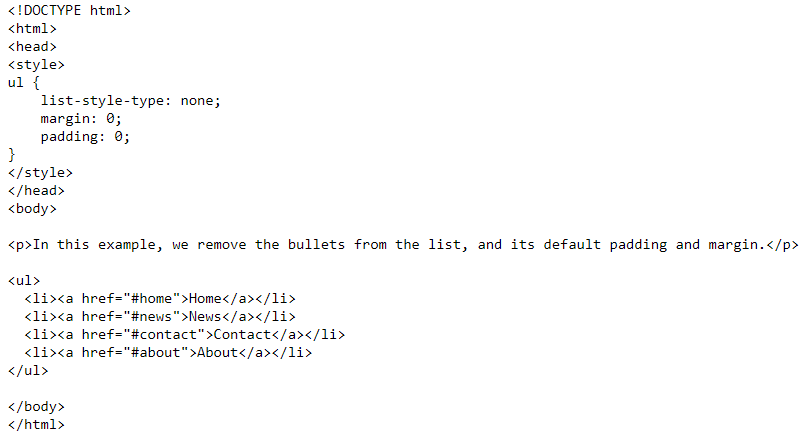 <!DOCTYPE html>
<html>
<head>
<style>
ul {
    list-style-type: none;
    margin: 0;
    padding: 0;
}
</style>
</head>
<body>

<p>In this example, we remove the bullets from the list, and its default padding and margin.</p>

<ul>
  <li><a href="#home">Home</a></li>
  <li><a href="#news">News</a></li>
  <li><a href="#contact">Contact</a></li>
  <li><a href="#about">About</a></li>
</ul>

</body>
</html>